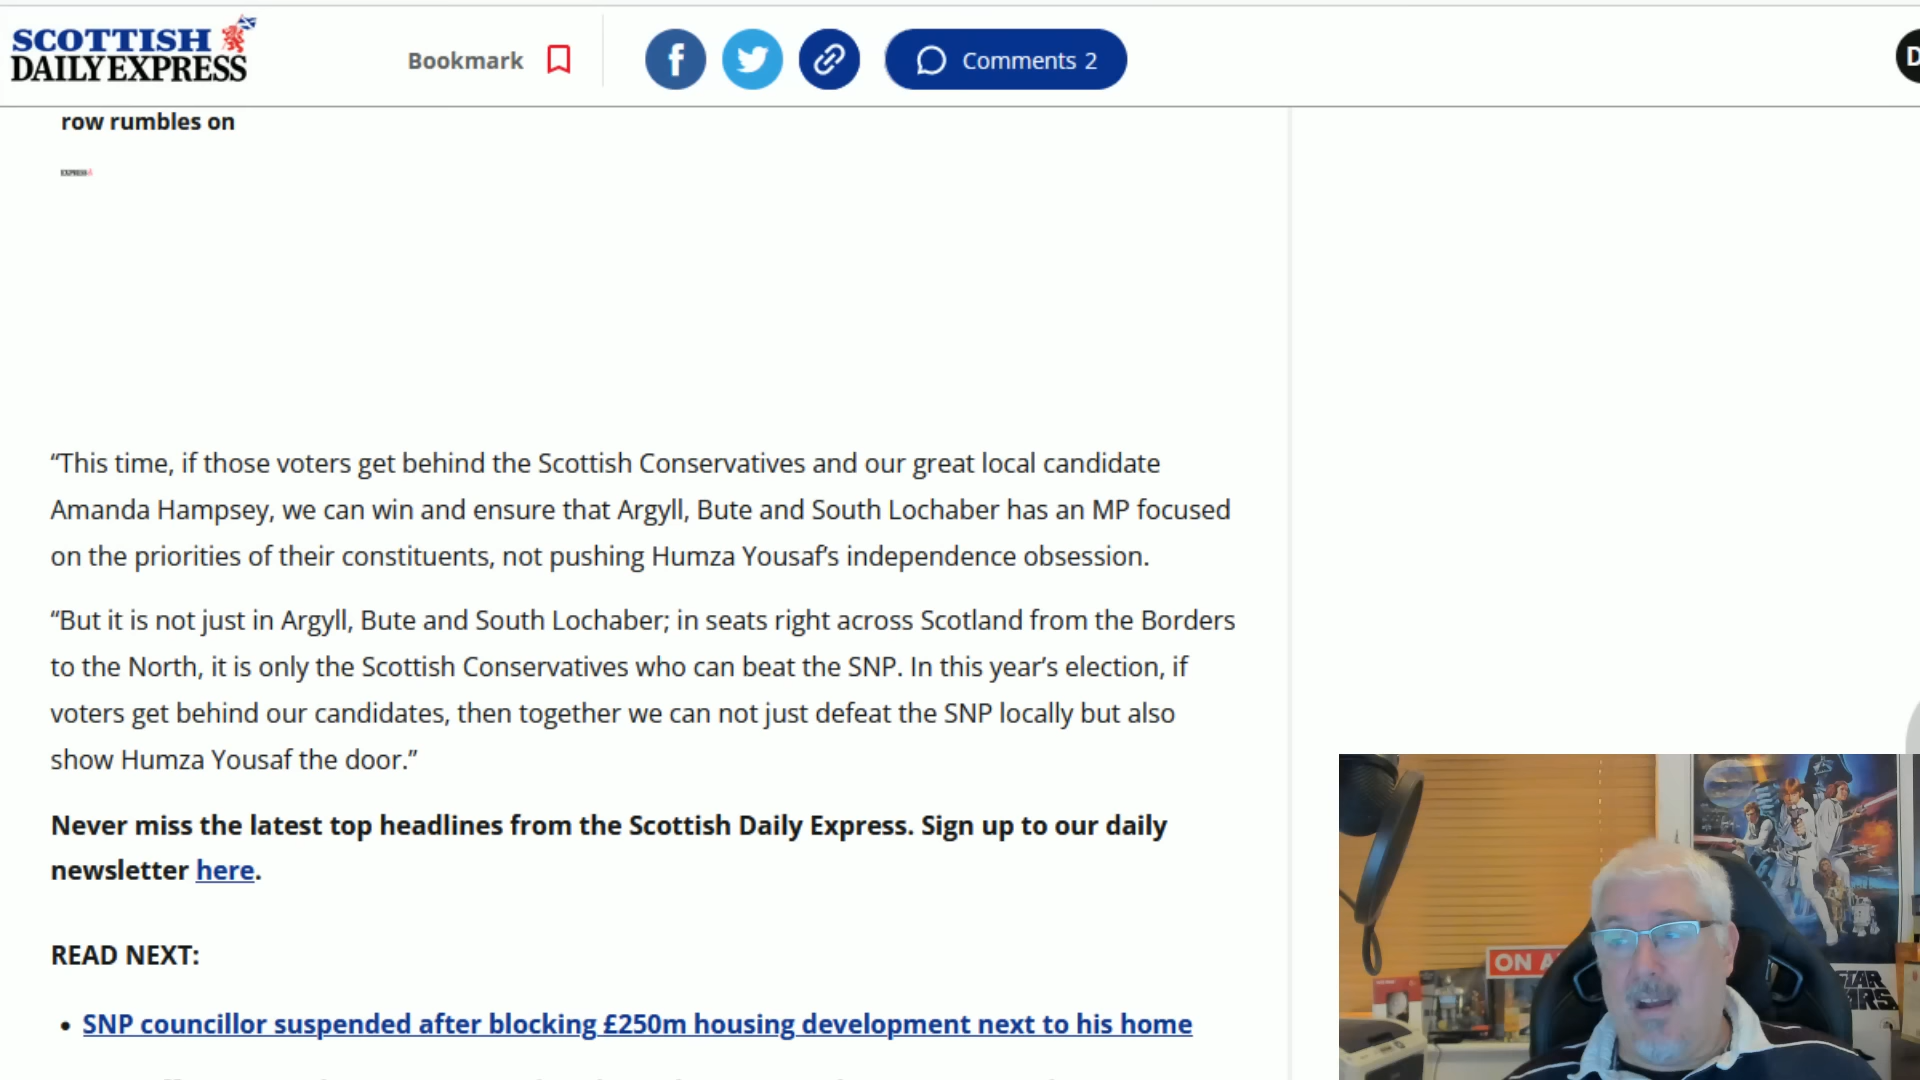 SCOTTISH
DAILY EXPRESS
Bookmark
f
Comments 2
D
row rumbles on
EXPRESS
“This time, if those voters get behind the Scottish Conservatives and our great local candidate
Amanda Hampsey, we can win and ensure that Argyll, Bute and South Lochaber has an MP focused
on the priorities of their constituents, not pushing Humza Yousaf’s independence obsession.
“But it is not just in Argyll, Bute and South Lochaber; in seats right across Scotland from the Borders
to the North, it is only the Scottish Conservatives who can beat the SNP. In this year’s election, if
voters get behind our candidates, then together we can not just defeat the SNP locally but also
show Humza Yousaf the door.”
Never miss the latest top headlines from the Scottish Daily Express. Sign up to our daily
newsletter here.
READ NEXT:
• SNP councillor suspended after blocking £250m housing development next to his home
ON A
STAR
WARS